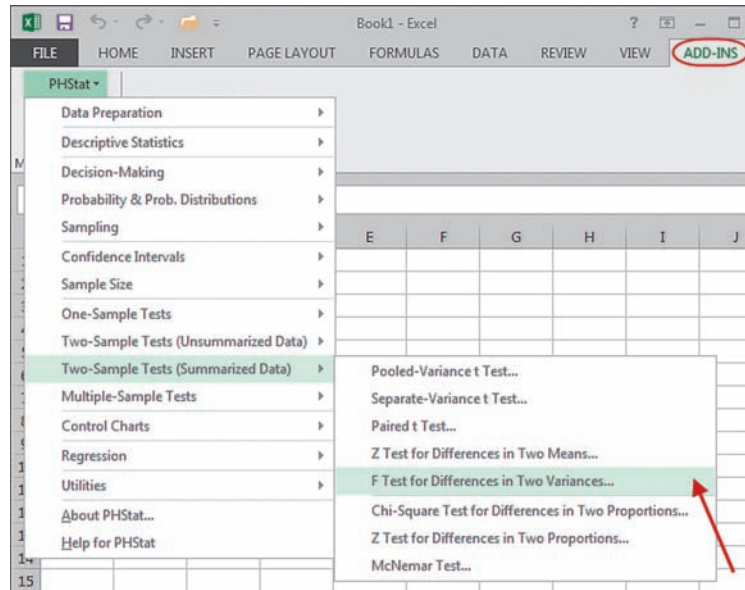 Book1 - Excel
FILE HOME INSERT PAGE LAYOUT FORMULAS DATA REVIEW VIEW ADD-INS
PHStat
Data Preparation
Descriptive Statistics
Decision-Making
Probability & Prob. Distributions
Sampling
Confidence Intervals
Sample Size
One-Sample Tests
Two-Sample Tests (Unsummarized Data)
Two-Sample Tests (Summarized Data)
Multiple-Sample Tests
Control Charts
Regression
Utilities
About PHStat...
Help for PHStat
Pooled-Variance t Test...
Separate-Variance t Test...
Paired t Test...
Z Test for Differences in Two Means...
F Test for Differences in Two Variances...
Chi-Square Test for Differences in Two Proportions...
Z Test for Differences in Two Proportions...
McNemar Test...
E F G H I J
14
15